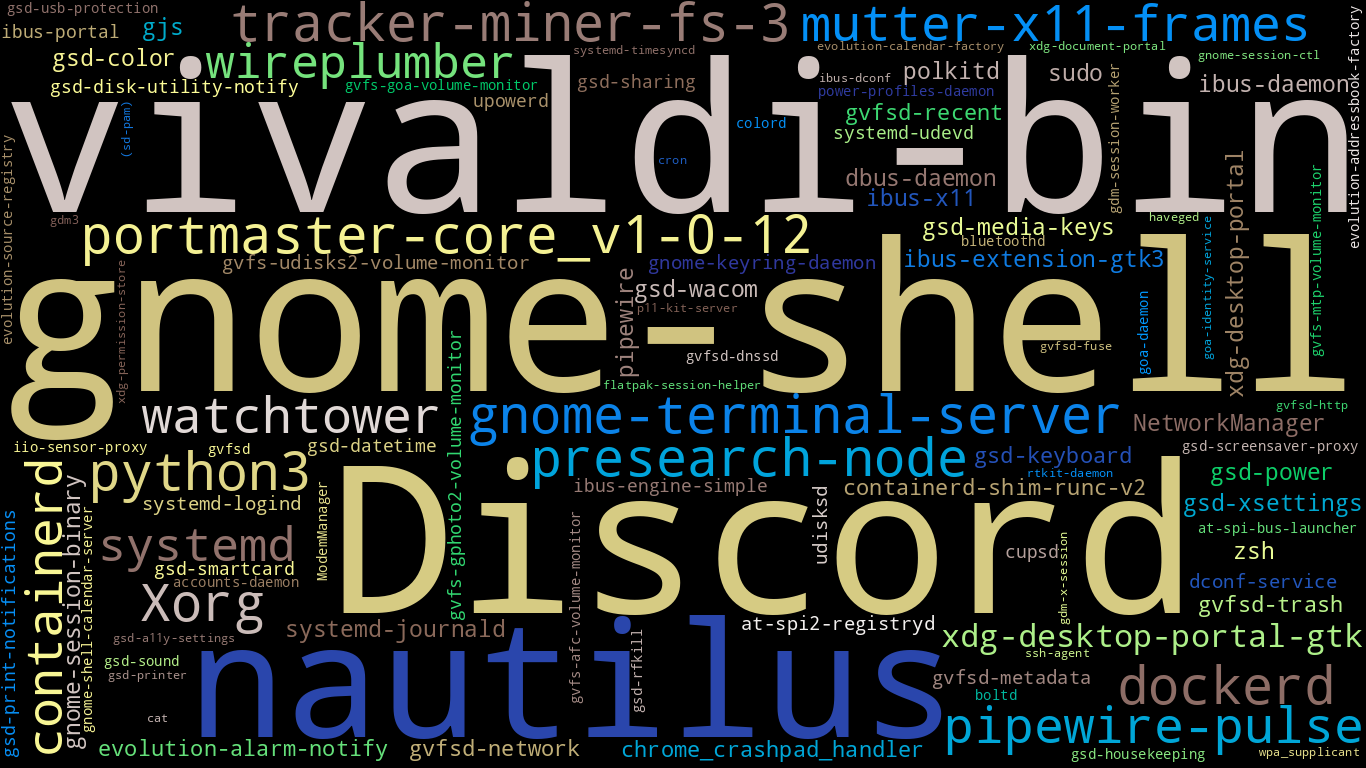 gsd-usb-protection
ibus-portal
gjs
tracker-miner-fs-3
mutter-x11-frames
evolution-addressbook-factory
gsd-color
wireplumber
systemd-timesyncd
evolution-calendar-factory
xdg-document-portal
gnome-session-ctl
gsd-disk-utility-notify
gvfs-goa-volume-monitor
gsd-sharing
ibus-dconf
polkitd
sudo
ibus-daemon
upowerd
power-profiles-daemon
vivaldi-bin
(sd-pam)
colord
gvfsd-recent
systemd-udevd
gdm-session-worker
cron
dbus-daemon
ibus-x11
evolution-source-registry
gdm3
portmaster-core_v1-0-12
gsd-media-keys
haveged
bluetoothd
xdg-desktop-portal
gvfs-mtp-volume-monitor
gvfs-udisks2-volume-monitor
gnome-keyring-daemon
ibus-extension-gtk3
goa-identity-service
xdg-permission-store
gnome-shell
pipewire
gsd-wacom
p11-kit-server
goa-daemon
gvfsd-dnssd
gvfsd-fuse
flatpak-session-helper
watchtower
gnome-terminal-server
gvfsd-http
NetworkManager
iio-sensor-proxy
gvfsd
gsd-datetime
gvfs-gphoto2-volume-monitor
presearch-node
gsd-keyboard
gsd-screensaver-proxy
containerd
gnome-session-binary
python3
rtkit-daemon
gsd-power
Discord
ibus-engine-simple
containerd-shim-runc-v2
gsd-xsettings
systemd-logind
gnome-shell-calendar-server
ModemManager
udisksd
at-spi-bus-launcher
gsd-print-notifications
systemd
gvfs-afc-volume-monitor
cupsd
gdm-x-session
zsh
gsd-smartcard
accounts-daemon
dconf-service
Xorg
gvfsd-trash
systemd-journald
at-spi2-registryd
xdg-desktop-portal-gtk
gsd-a11y-settings
nautilus
gsd-rfkill
ssh-agent
gsd-sound
gsd-printer
gvfsd-metadata
boltd
dockerd
cat
pipewire-pulse
evolution-alarm-notify
gvfsd-network
chrome_crashpad_handler
gsd-housekeeping
wpa_supplicant